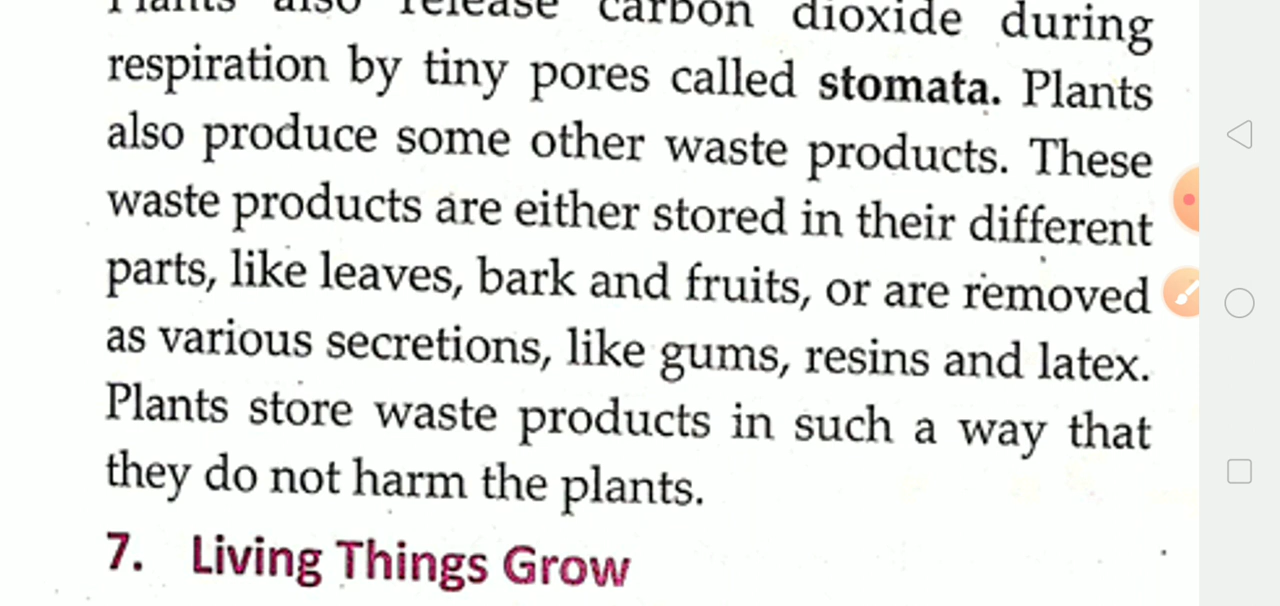 Plants also release carbon dioxide during
respiration by tiny pores called stomata. Plants
also produce some other waste products. These
waste products are either stored in their different
parts, like leaves, bark and fruits, or are removed
as various secretions, like gums, resins and latex.
Plants store waste products in such a way that
they do not harm the plants.
7. Living Things Grow